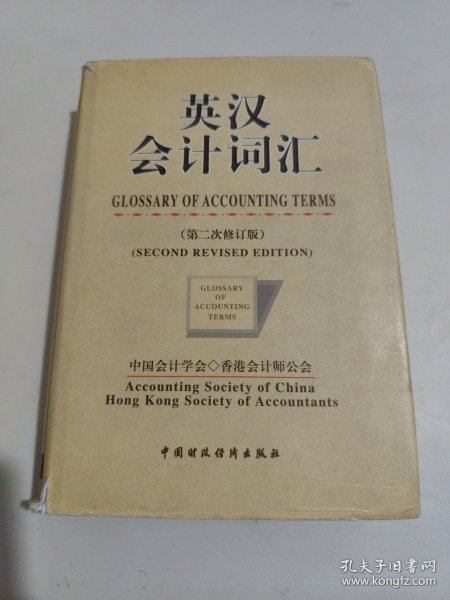 英汉
会计词汇
GLOSSARY OF ACCOUNTING TERMS
（第二次修订版）
(SECOND REVISED EDITION)
GLOSSARY
OF
ACCOUNTING
TERMS
中国会计学会◇香港会计师公会
Accounting Society of China
Hong Kong Society of Accountants
中国财政经济出版社
孔夫子旧书网
www.kongfz.com